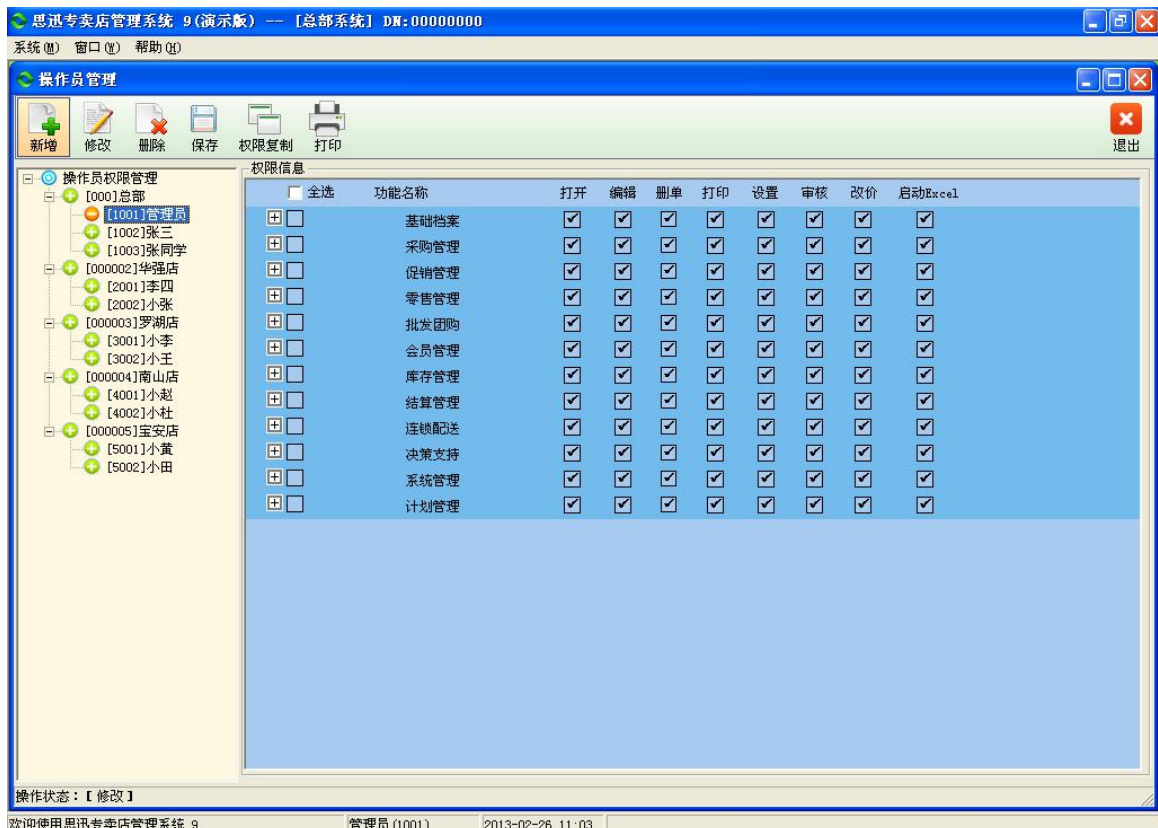 思迅专卖店管理系统 9(演示版) -- [总部系统] DN:00000000
系统(M) 窗口(W) 帮助(H)
操作员管理
新增 修改 删除 保存 权限复制 打印 退出
操作员权限管理
[000]总部
[1001]管理员
[1002]张三
[1003]张同学
[000002]华强店
[2001]李四
[2002]小张
[000003]罗湖店
[3001]小李
[3002]小王
[000004]南山店
[4001]小赵
[4002]小杜
[000005]宝安店
[5001]小黄
[5002]小田
权限信息
全选 功能名称 打开 编辑 删单 打印 设置 审核 改价 启动Excel
基础档案
采购管理
促销管理
零售管理
批发团购
会员管理
库存管理
结算管理
连锁配送
决策支持
系统管理
计划管理
操作状态：【修改】
欢迎使用思迅专卖店管理系统 9 管理员(1001) 2013-02-26 11:03